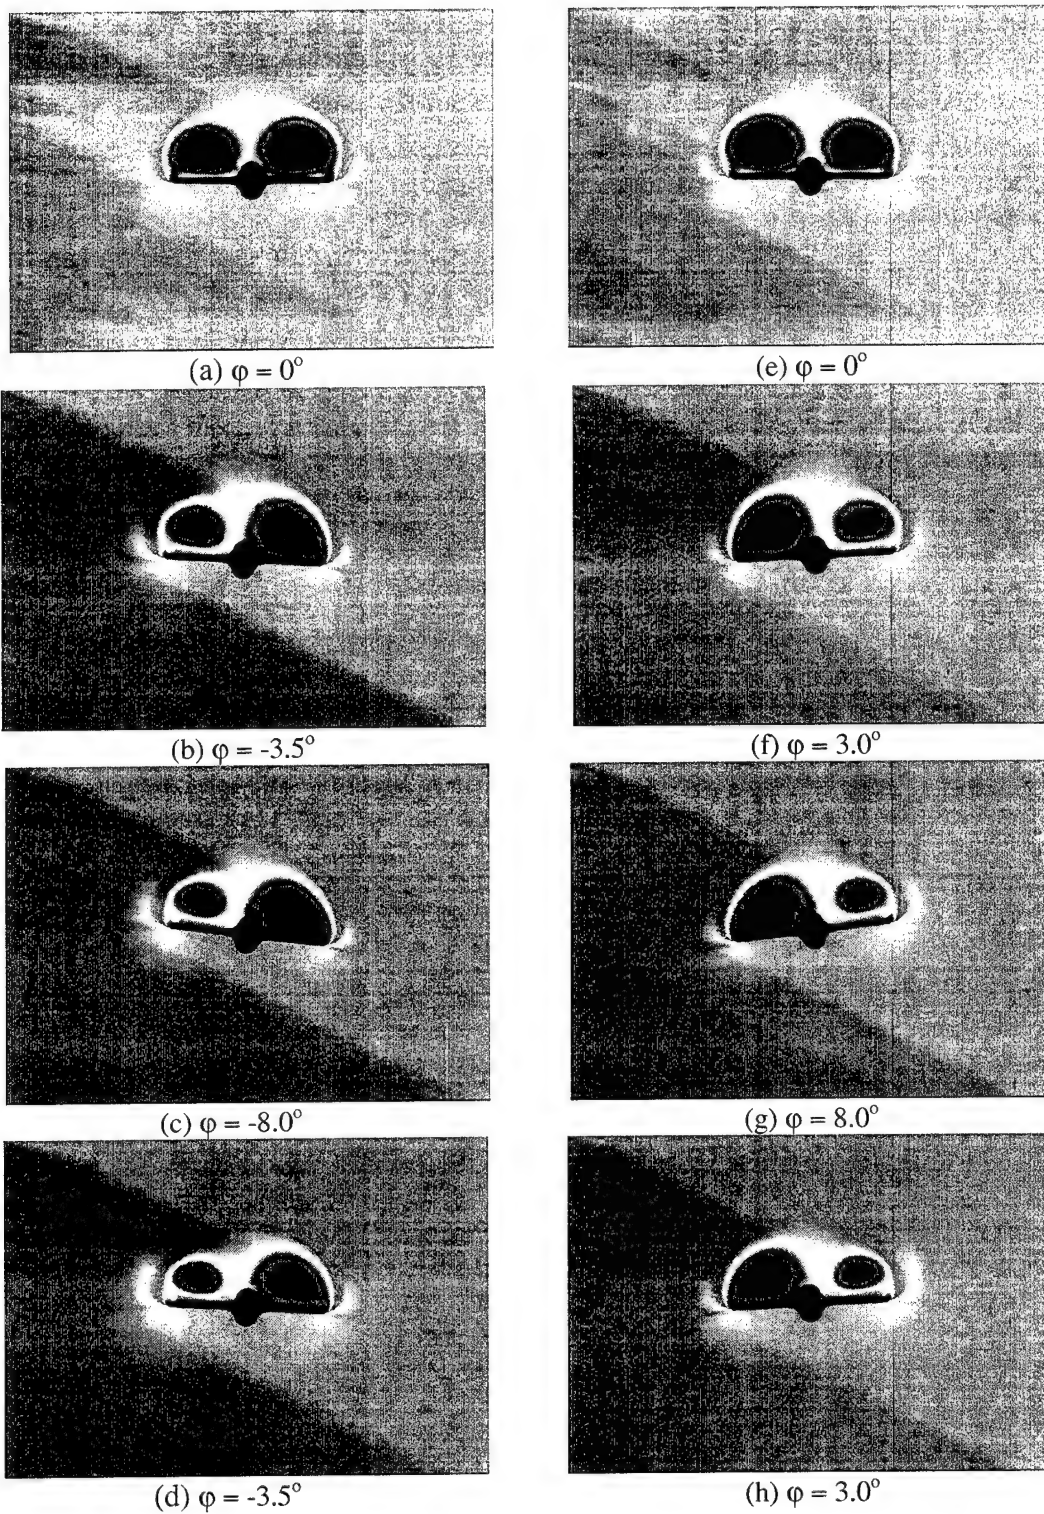 (a) φ = 0°
(e) φ = 0°
(b) φ = -3.5°
(f) φ = 3.0°
(c) φ = -8.0°
(g) φ = 8.0°
(d) φ = -3.5°
(h) φ = 3.0°